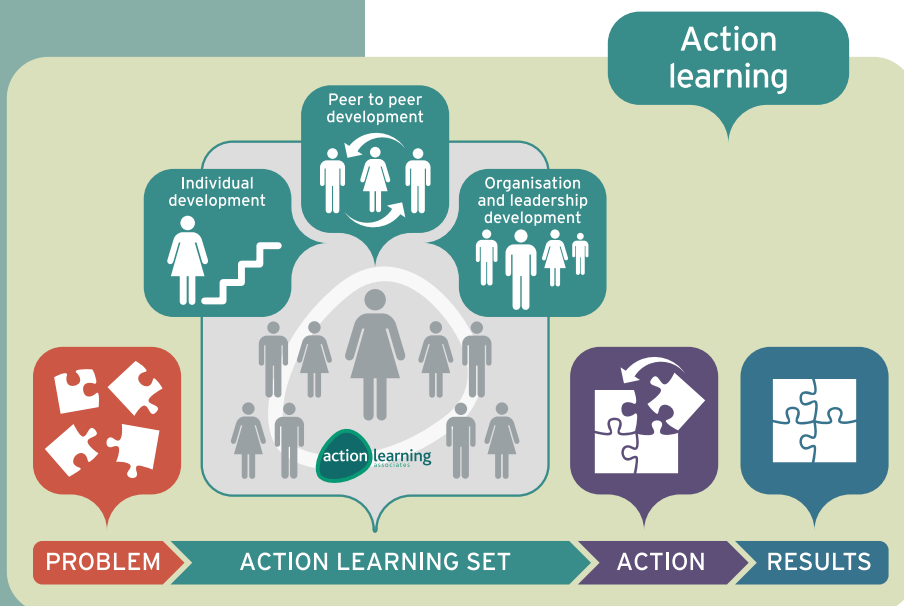 Action
learning
Peer to peer
development
Individual
development
Organisation
and leadership
development
action learning
associates
PROBLEM
ACTION LEARNING SET
ACTION
RESULTS